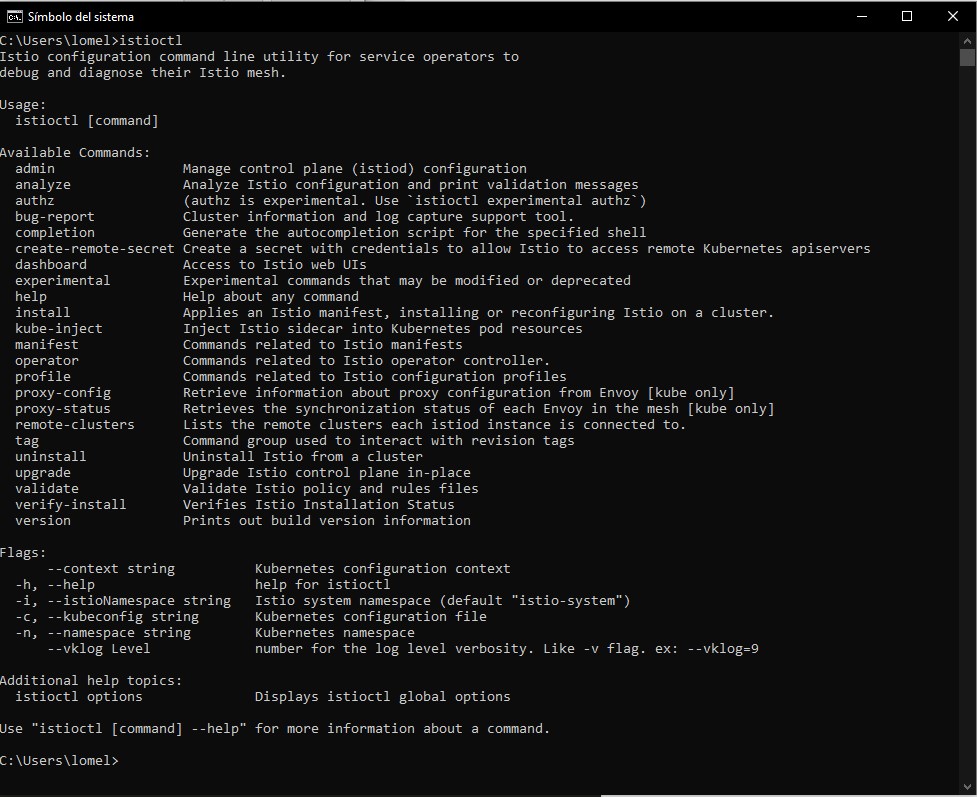 Símbolo del sistema
C:\Users\lomel>istioctl
Istio configuration command line utility for service operators to
debug and diagnose their Istio mesh.

Usage:
  istioctl [command]

Available Commands:
  admin                Manage control plane (istiod) configuration
  analyze              Analyze Istio configuration and print validation messages
  authz                (authz is experimental. Use `istioctl experimental authz`)
  bug-report           Cluster information and log capture support tool.
  completion           Generate the autocompletion script for the specified shell
  create-remote-secret Create a secret with credentials to allow Istio to access remote Kubernetes apiservers
  dashboard            Access to Istio web UIs
  experimental         Experimental commands that may be modified or deprecated
  help                 Help about any command
  install              Applies an Istio manifest, installing or reconfiguring Istio on a cluster.
  kube-inject          Inject Istio sidecar into Kubernetes pod resources
  manifest             Commands related to Istio manifests
  operator             Commands related to Istio operator controller.
  profile              Commands related to Istio configuration profiles
  proxy-config         Retrieve information about proxy configuration from Envoy [kube only]
  proxy-status         Retrieves the synchronization status of each Envoy in the mesh [kube only]
  remote-clusters      Lists the remote clusters each istiod instance is connected to.
  tag                  Command group used to interact with revision tags
  uninstall            Uninstall Istio from a cluster
  upgrade              Upgrade Istio control plane in-place
  validate             Validate Istio policy and rules files
  verify-install       Verifies Istio Installation Status
  version              Prints out build version information

Flags:
      --context string          Kubernetes configuration context
  -h, --help                    help for istioctl
  -i, --istioNamespace string   Istio system namespace (default "istio-system")
  -c, --kubeconfig string       Kubernetes configuration file
  -n, --namespace string        Kubernetes namespace
      --vklog Level             number for the log level verbosity. Like -v flag. ex: --vklog=9

Additional help topics:
  istioctl options              Displays istioctl global options

Use "istioctl [command] --help" for more information about a command.

C:\Users\lomel>